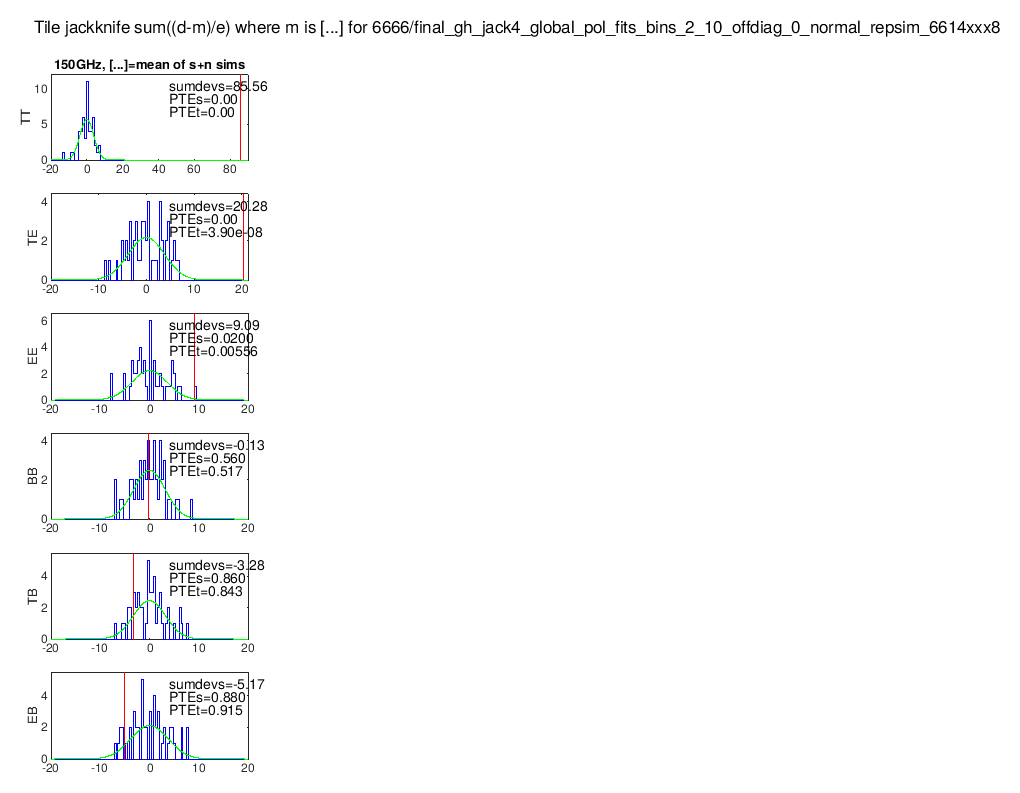 Tile jackknife sum((d-m)/e) where m is [...] for 6666/final_gh_jack4_global_pol_fits_bins_2_10_offdiag_0_normal_repsim_6614xxx8
150GHz, [...]=mean of s+n sims
sumdevs=85.56
PTEs=0.00
PTEt=0.00
TT
10
5
0
-20 0 20 40 60 80
sumdevs=20.28
PTEs=0.00
PTEt=3.90e-08
TE
4
2
0
-20 -10 0 10 20
sumdevs=9.09
PTEs=0.0200
PTEt=0.00556
EE
6
4
2
0
-20 -10 0 10 20
sumdevs=-0.13
PTEs=0.560
PTEt=0.517
BB
4
2
0
-20 -10 0 10 20
sumdevs=-3.28
PTEs=0.860
PTEt=0.843
TB
4
2
0
-20 -10 0 10 20
sumdevs=-5.17
PTEs=0.880
PTEt=0.915
EB
4
2
0
-20 -10 0 10 20